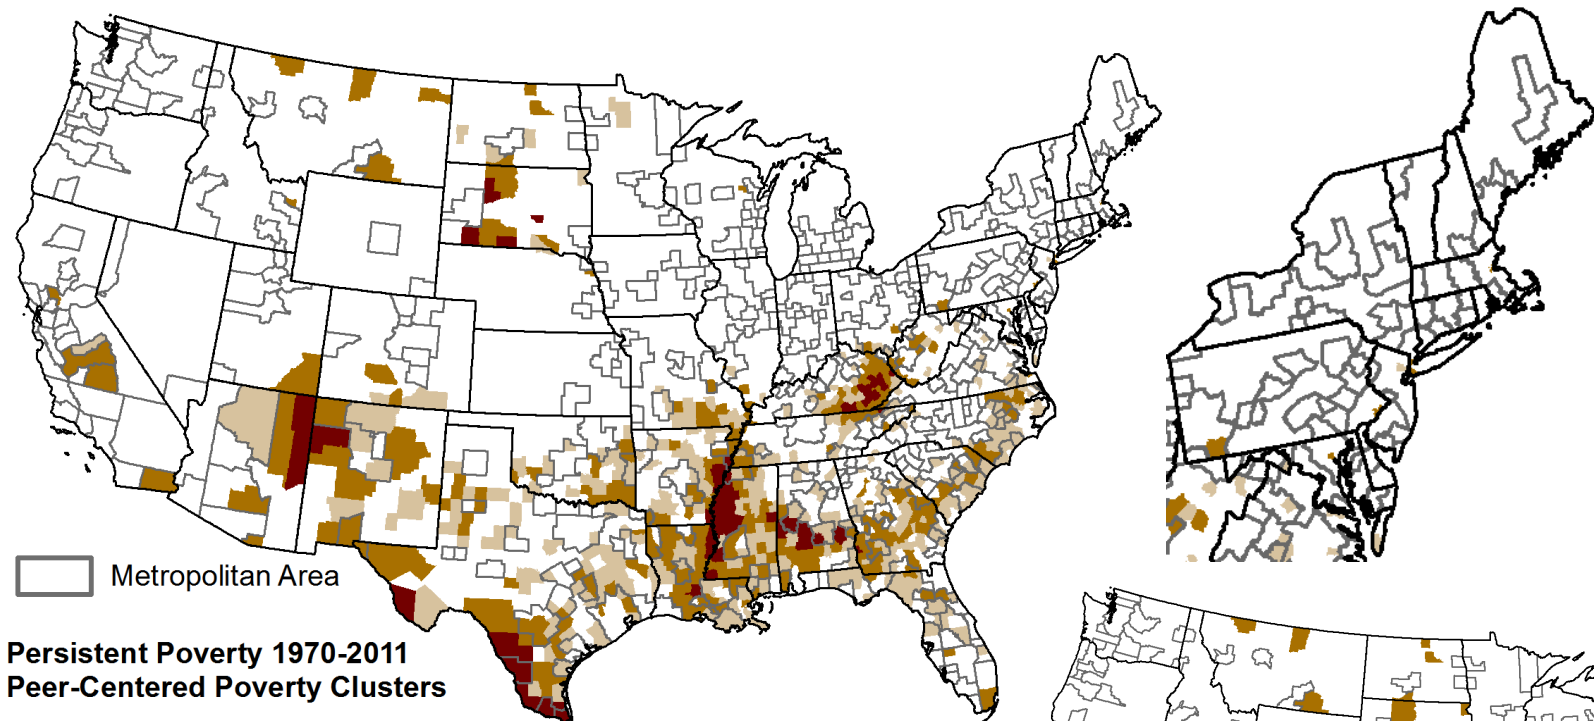 Metropolitan Area
Persistent Poverty 1970-2011
Peer-Centered Poverty Clusters